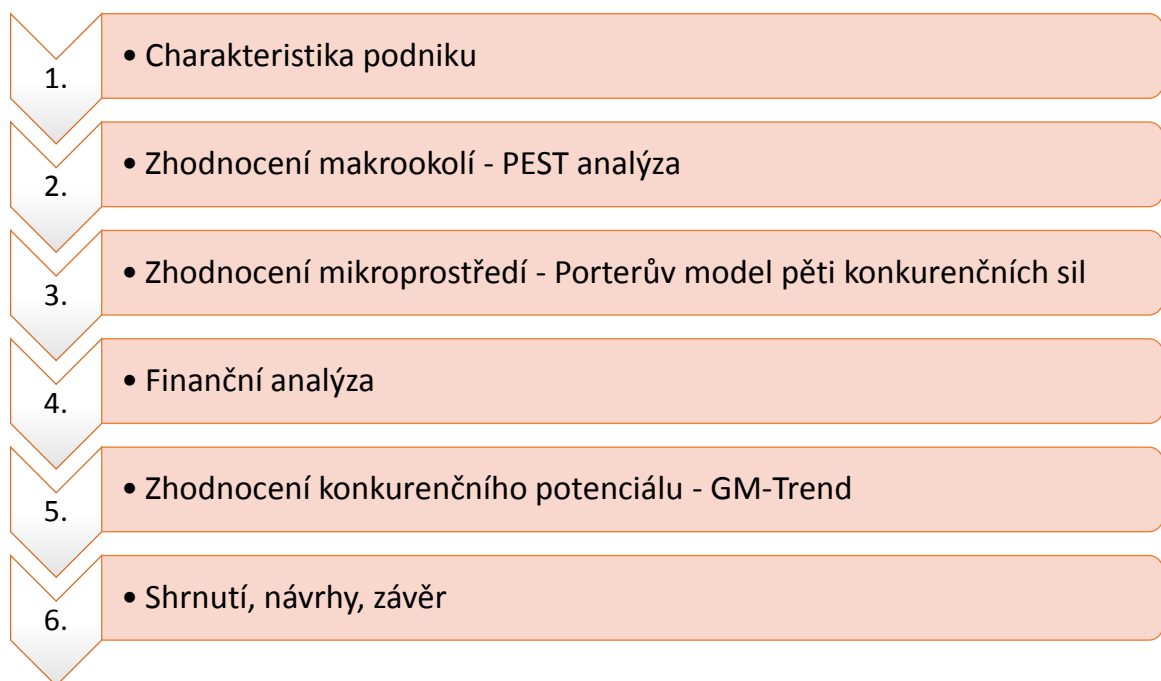 1.
• Charakteristika podniku
2.
• Zhodnocení makrookolí - PEST analýza
3.
• Zhodnocení mikroprostředí - Porterův model pěti konkurenčních sil
4.
• Finanční analýza
5.
• Zhodnocení konkurenčního potenciálu - GM-Trend
6.
• Shrnutí, návrhy, závěr